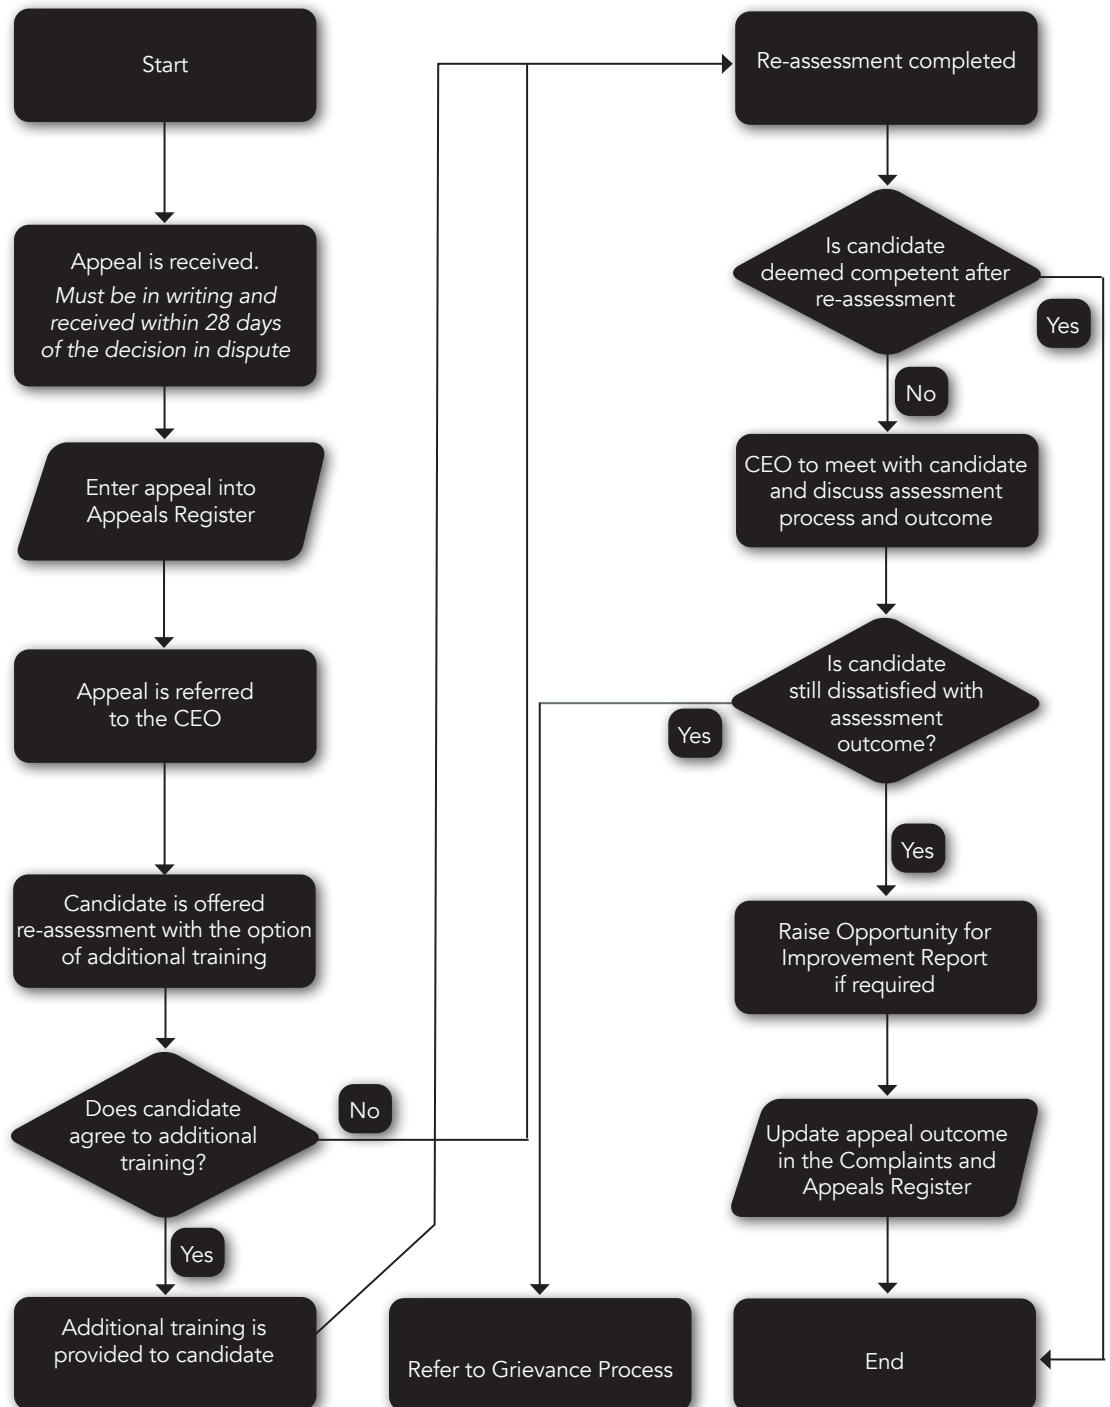 Start
Appeal is received.
Must be in writing and
received within 28 days
of the decision in dispute
Enter appeal into
Appeals Register
Appeal is referred
to the CEO
Candidate is offered
re-assessment with the option
of additional training
Does candidate
agree to additional
training?
No
Yes
Additional training is
provided to candidate
Re-assessment completed
Is candidate
deemed competent after
re-assessment
Yes
No
CEO to meet with candidate
and discuss assessment
process and outcome
Is candidate
still dissatisfied with
assessment
outcome?
Yes
Yes
Refer to Grievance Process
Raise Opportunity for
Improvement Report
if required
Update appeal outcome
in the Complaints and
Appeals Register
End